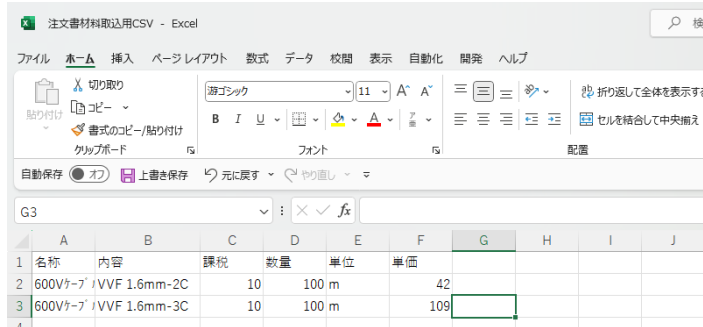 注文書材料取込用CSV - Excel
ファイル ホーム 挿入 ページ レイアウト 数式 データ 校閲 表示 自動化 開発 ヘルプ
切り取り
コピー
書式のコピー/貼り付け
貼り付け
クリップボード
游ゴシック 11 A A
B I U A
フォント
折り返して全体を表示する
セルを結合して中央揃え
配置
自動保存 オフ 上書き保存 元に戻す やり直し
G3 fx
A B C D E F G H I J
1 名称 内容 課税 数量 単位 単価
2 600Vケーブル VVF 1.6mm-2C 10 100 m 42
3 600Vケーブル VVF 1.6mm-3C 10 100 m 109